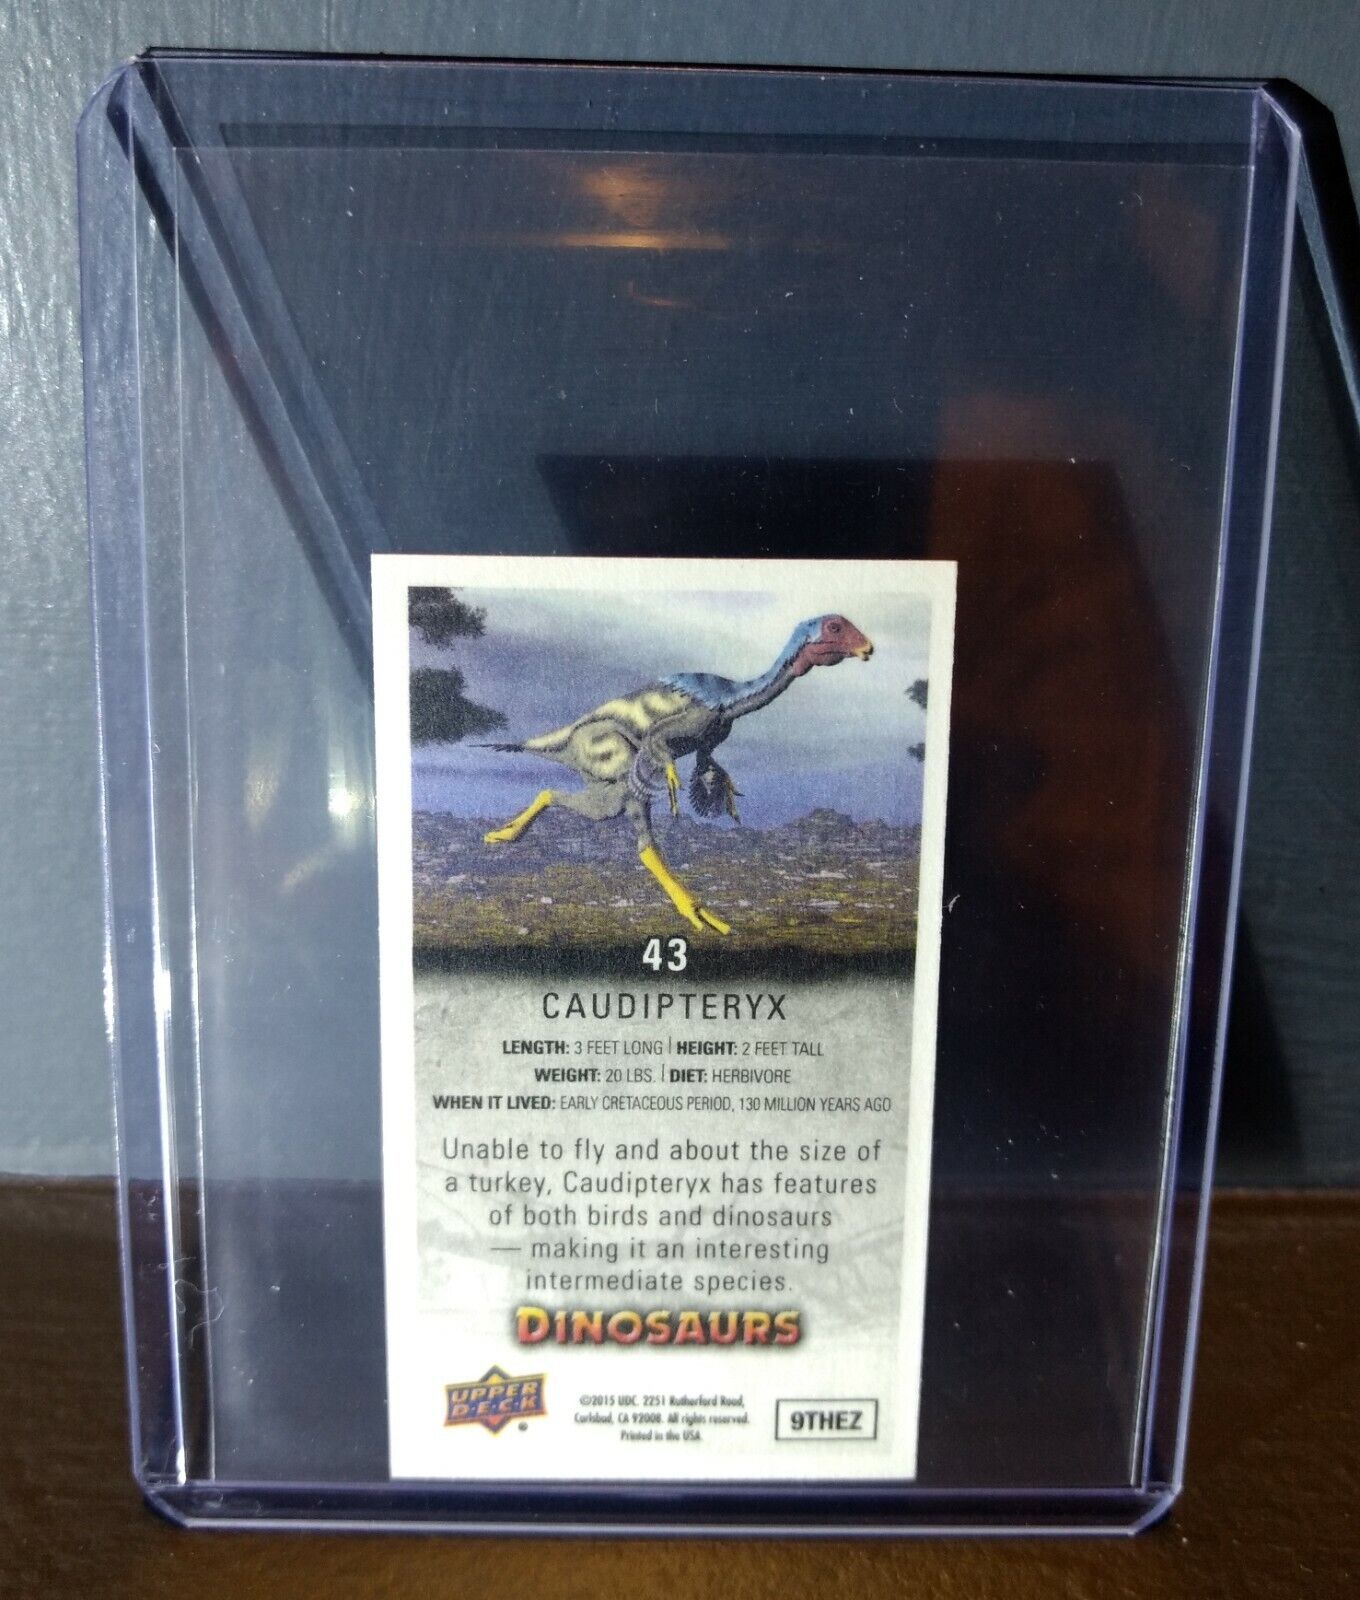 43
CAUDIPTERYX
LENGTH: 3 FEET LONG | HEIGHT: 2 FEET TALL
WEIGHT: 20 LBS. | DIET: HERBIVORE
WHEN IT LIVED: EARLY CRETACEOUS PERIOD, 130 MILLION YEARS AGO
Unable to fly and about the size of
a turkey, Caudipteryx has features
of both birds and dinosaurs
— making it an interesting
intermediate species.
DINOSAURS
UPPER
DECK
©2015 UDC. 2251 Rutherford Road,
Carlsbad, CA 92008. All rights reserved.
Printed in the USA
9THEZ